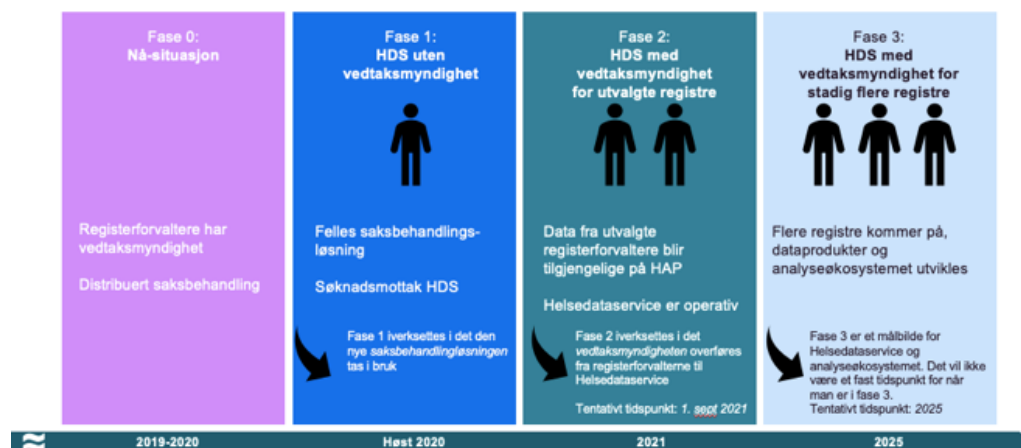 Fase 0:
Nå-situasjon
Registerforvaltere har
vedtaksmyndighet
Distribuert saksbehandling
Fase 1:
HDS uten
vedtaksmyndighet
Felles saksbehandlings-
løsning
Søknadsmottak HDS
Fase 1 iverksettes i det den
nye saksbehandlingløsningen
tas i bruk
Fase 2:
HDS med
vedtaksmyndighet
for utvalgte registre
Data fra utvalgte
registerforvaltere blir
tilgjengelige på HAP
Helsedataservice er operativ
Fase 2 iverksettes i det
vedtaksmyndigheten overføres
fra registerforvalterne til
Helsedataservice
Tentativt tidspunkt: 1. sept 2021
Fase 3:
HDS med
vedtaksmyndighet for
stadig flere registre
Flere registre kommer på,
dataprodukter og
analyseøkosystemet utvikles
Fase 3 er et målbilde for
Helsedataservice og
analyseøkosystemet. Det vil ikke
være et fast tidspunkt for når
man er i fase 3.
Tentativt tidspunkt: 2025
2019-2020
Høst 2020
2021
2025